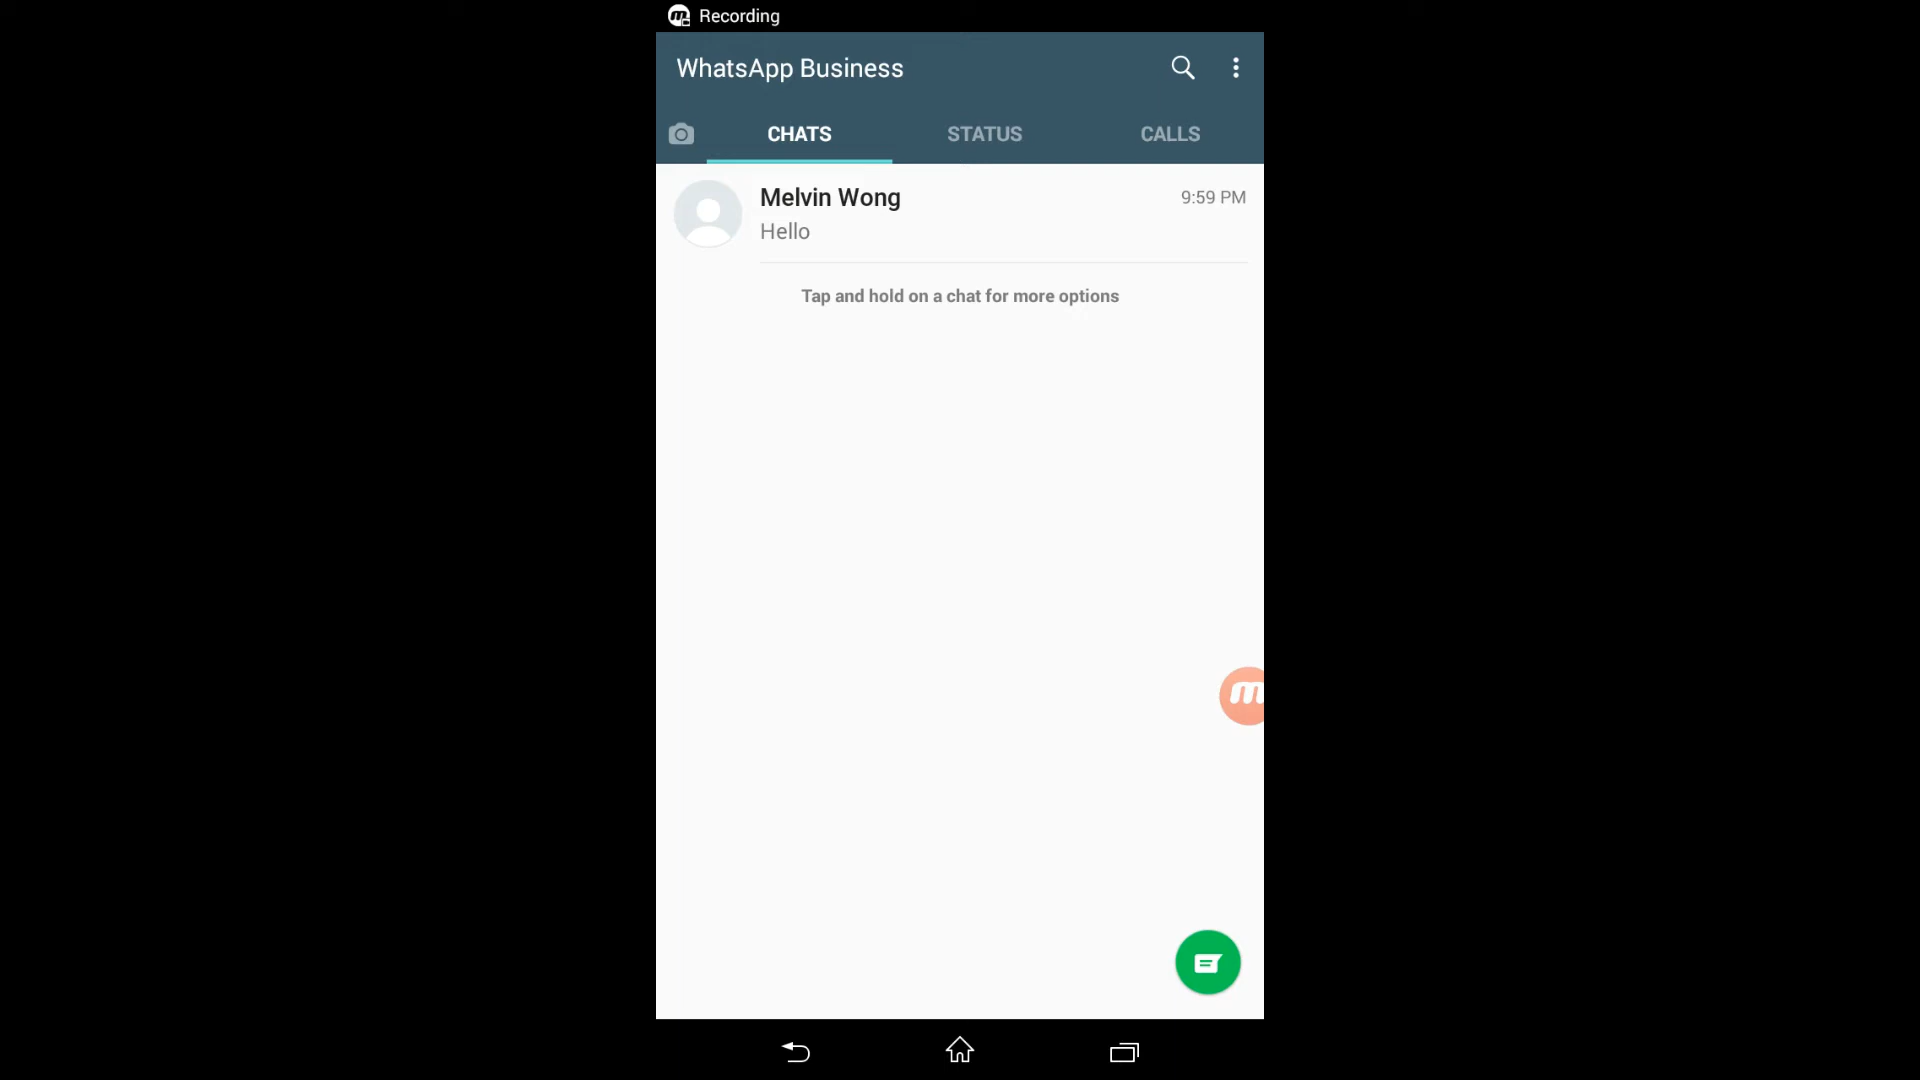 Recording
WhatsApp Business
CHATS
STATUS
CALLS
Melvin Wong
9:59 PM
Hello
Tap and hold on a chat for more options